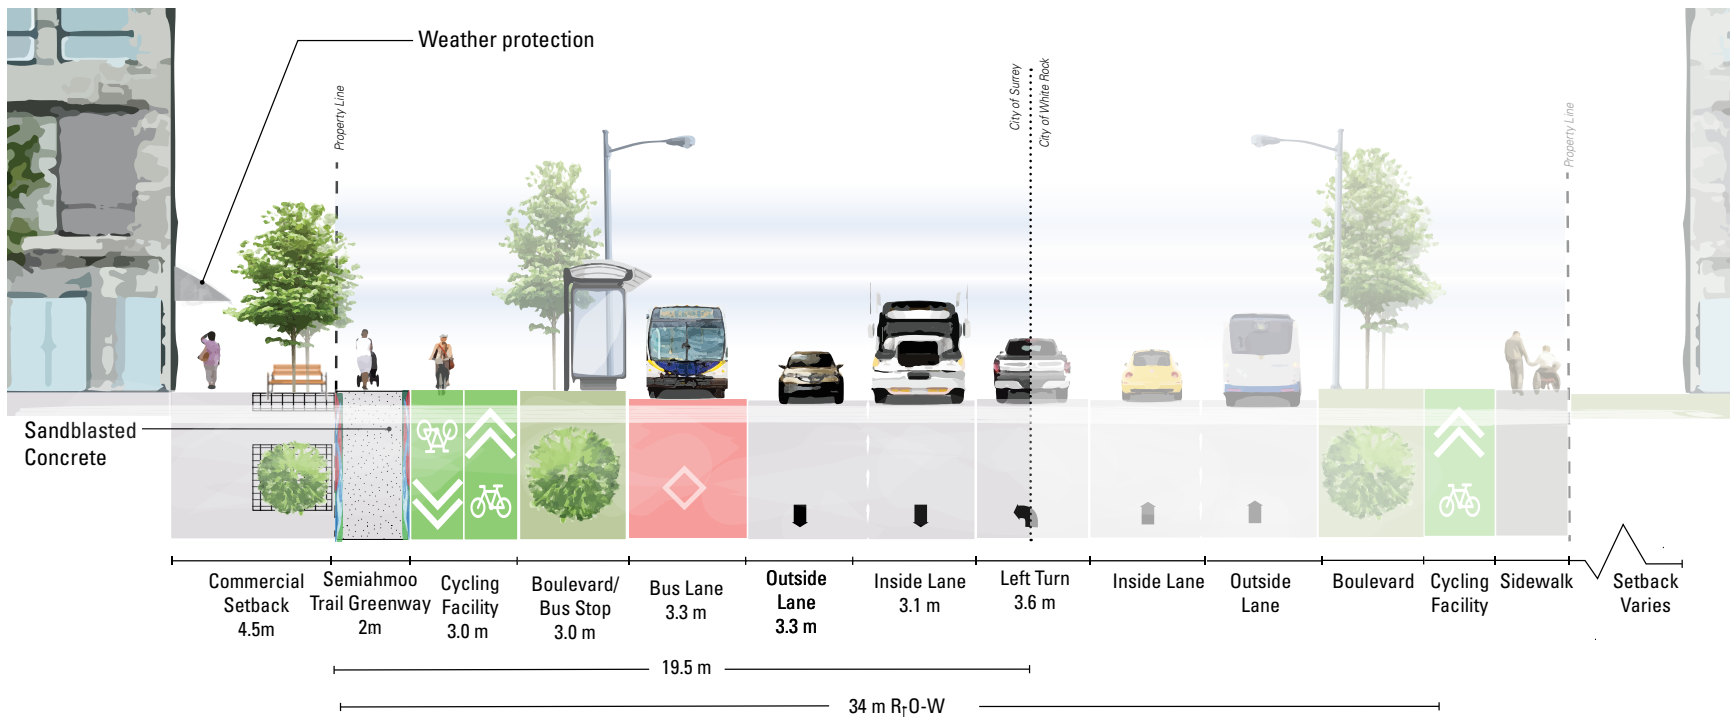 Weather protection
Property Line
City of Surrey
City of White Rock
Property Line
Sandblasted
Concrete
Commercial
Setback
4.5m
Semiahmoo
Trail Greenway
2m
Cycling
Facility
3.0 m
Boulevard/
Bus Stop
3.0 m
Bus Lane
3.3 m
Outside
Lane
3.3 m
Inside Lane
3.1 m
Left Turn
3.6 m
Inside Lane
Outside
Lane
Boulevard
Cycling
Facility
Sidewalk
Setback
Varies
19.5 m
34 m R-O-W